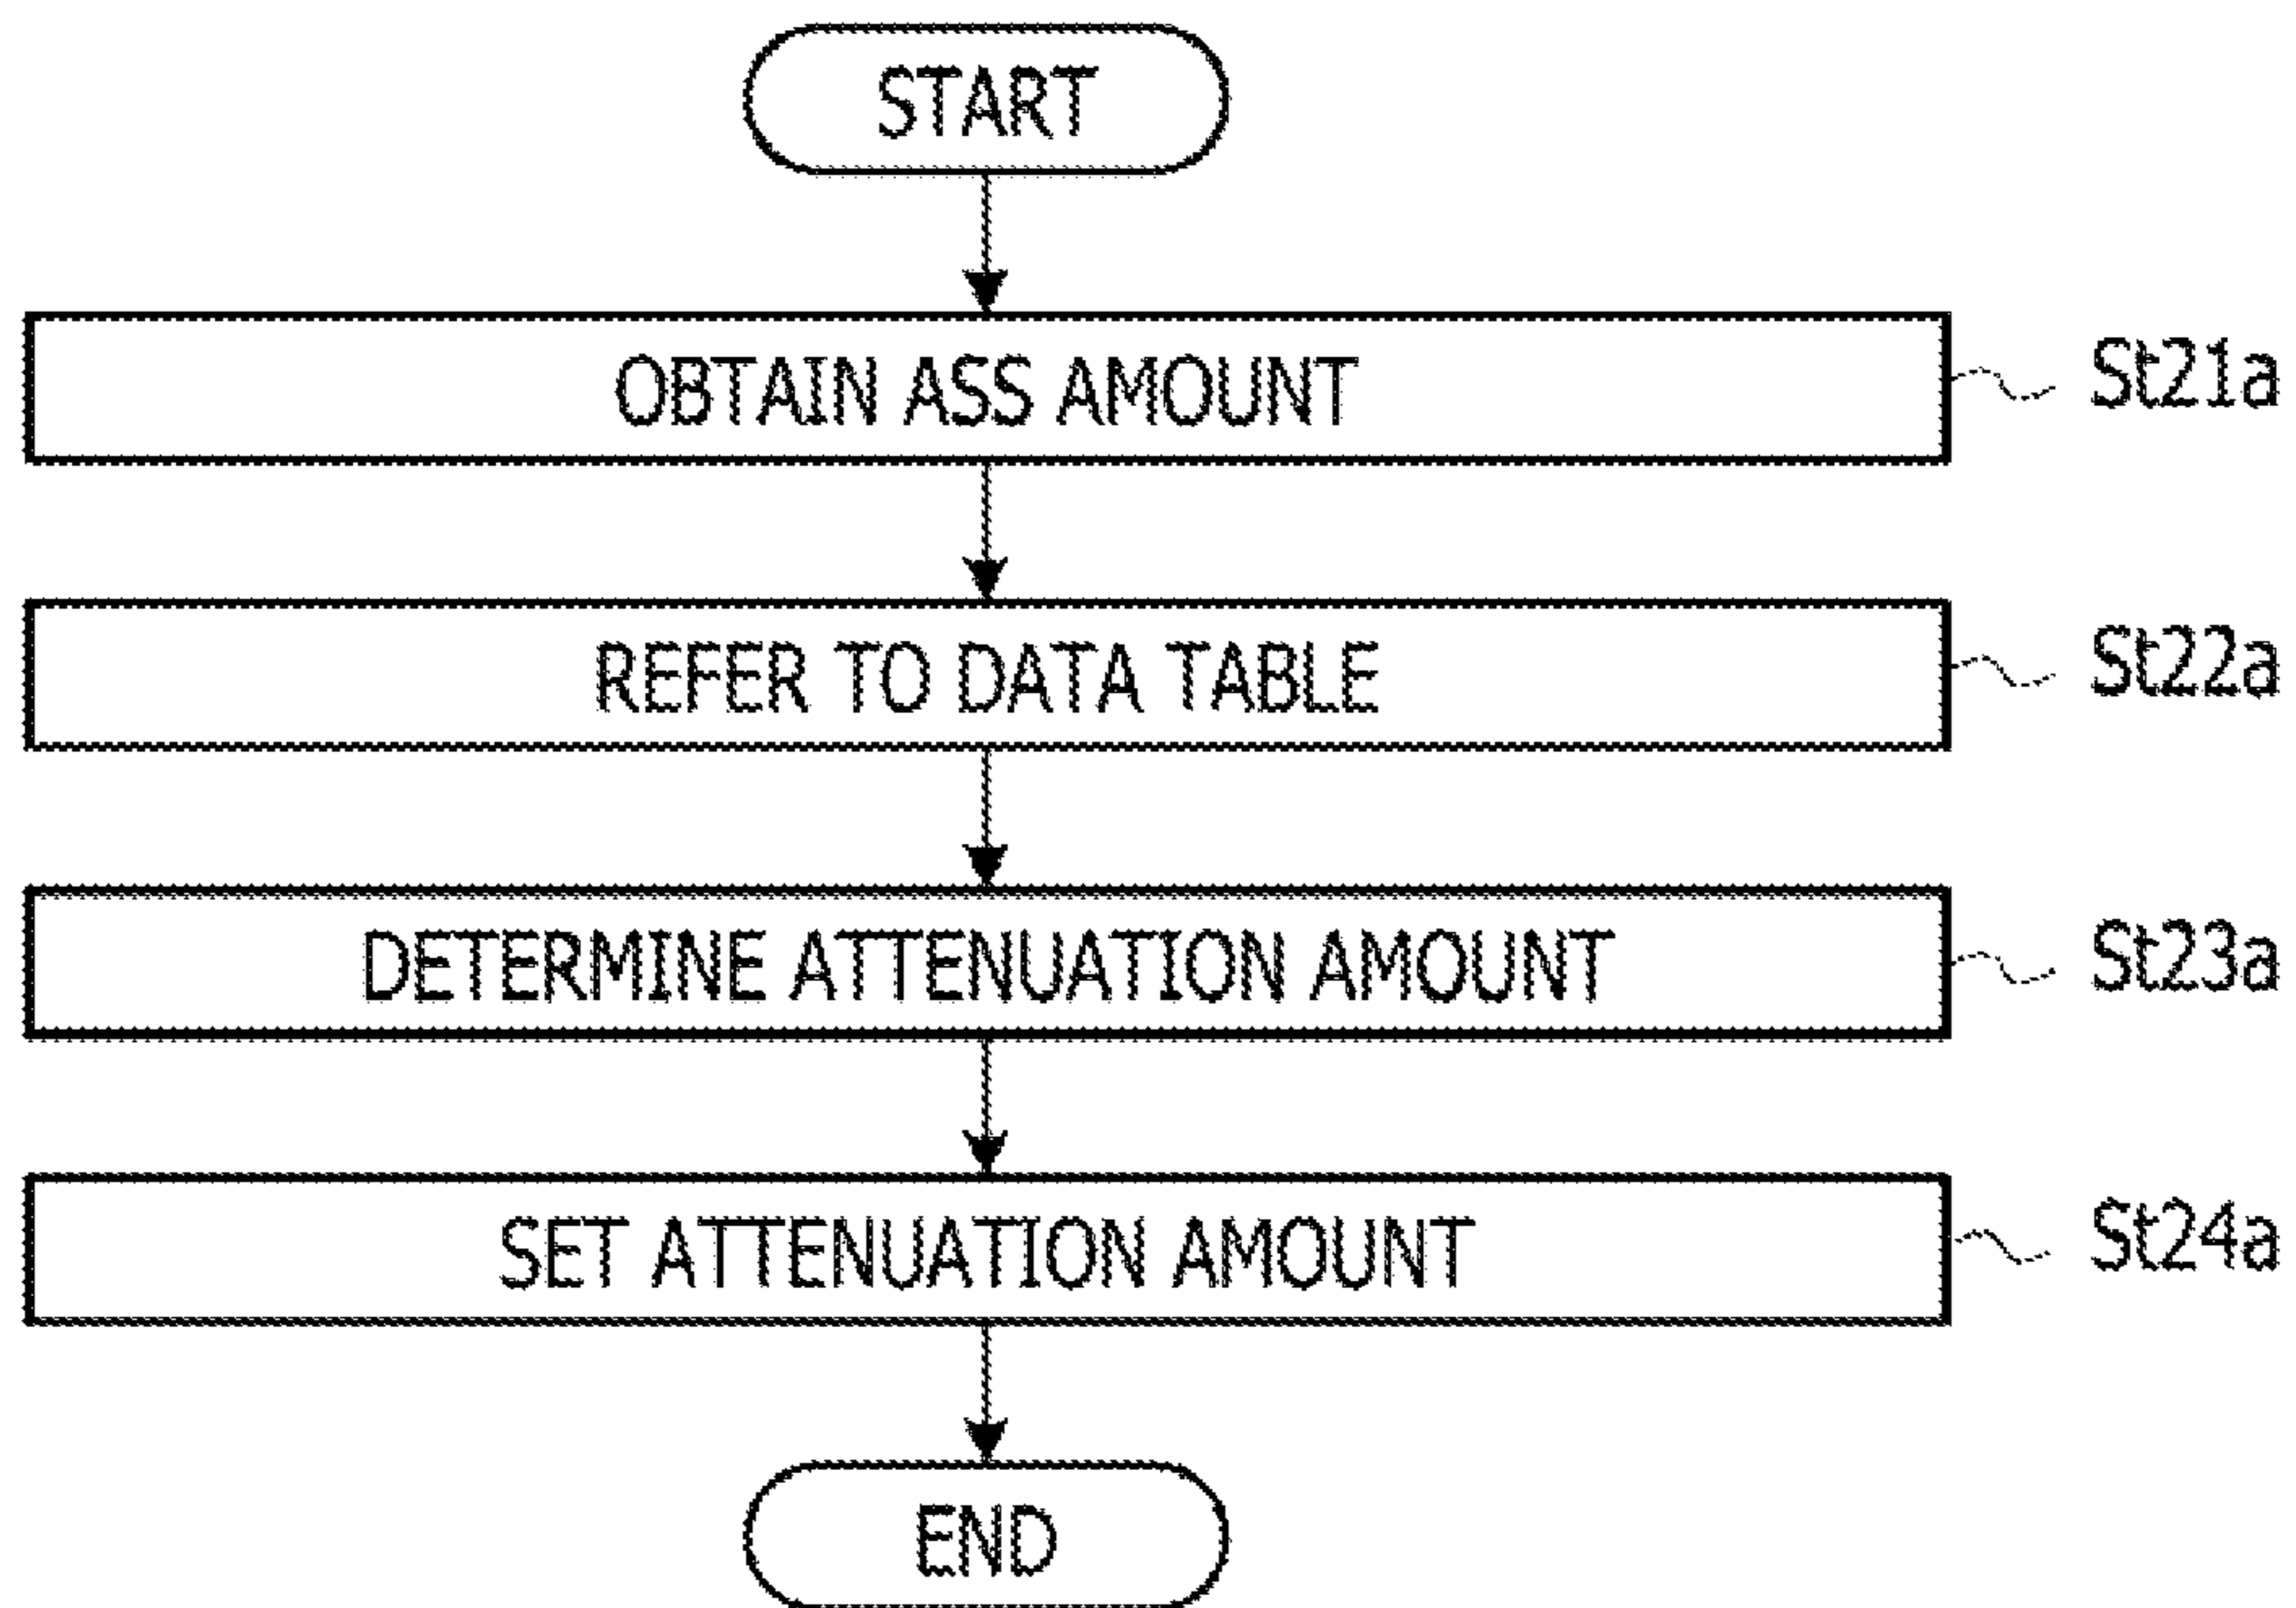 START
OBTAIN ASS AMOUNT
St21a
REFER TO DATA TABLE
St22a
DETERMINE ATTENUATION AMOUNT
St23a
SET ATTENUATION AMOUNT
St24a
END